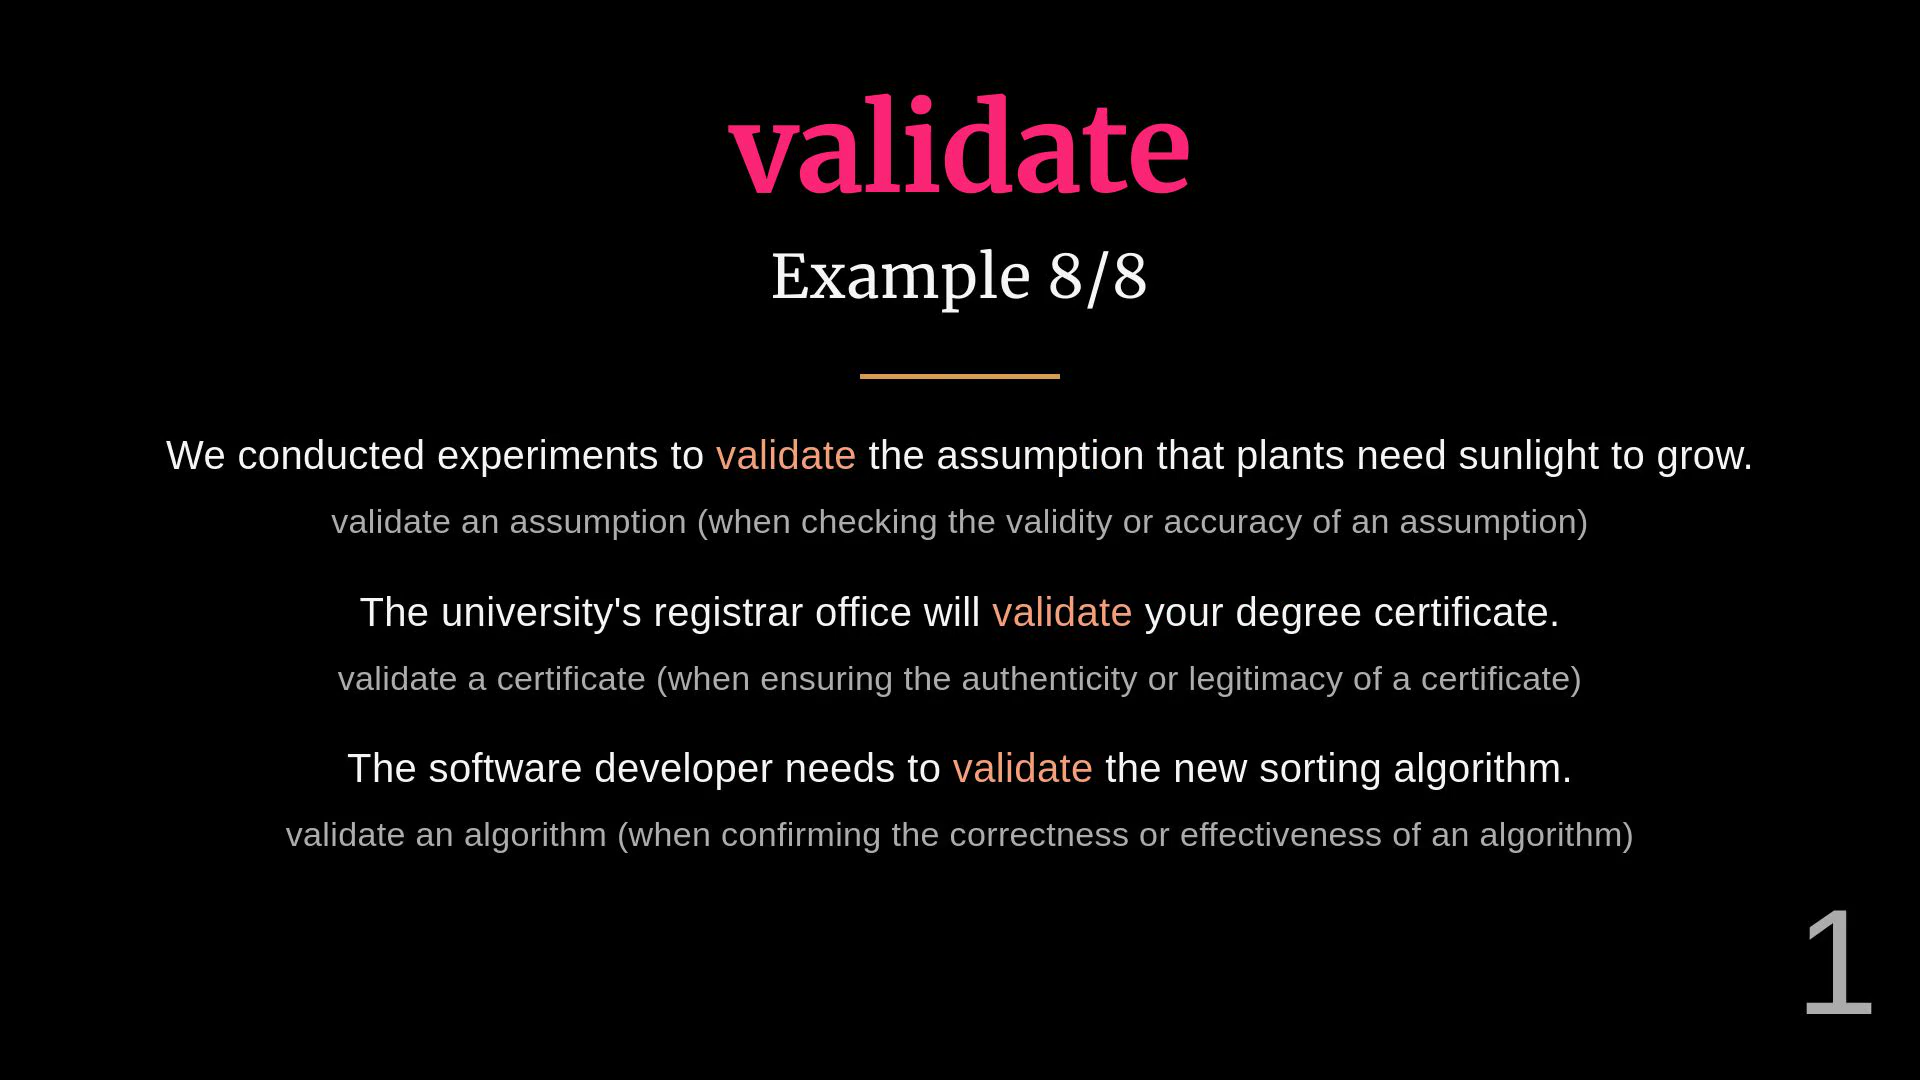 validate
Example 8/8
We conducted experiments to validate the assumption that plants need sunlight to grow.
validate an assumption (when checking the validity or accuracy of an assumption)
The university's registrar office will validate your degree certificate.
validate a certificate (when ensuring the authenticity or legitimacy of a certificate)
The software developer needs to validate the new sorting algorithm.
validate an algorithm (when confirming the correctness or effectiveness of an algorithm)
1